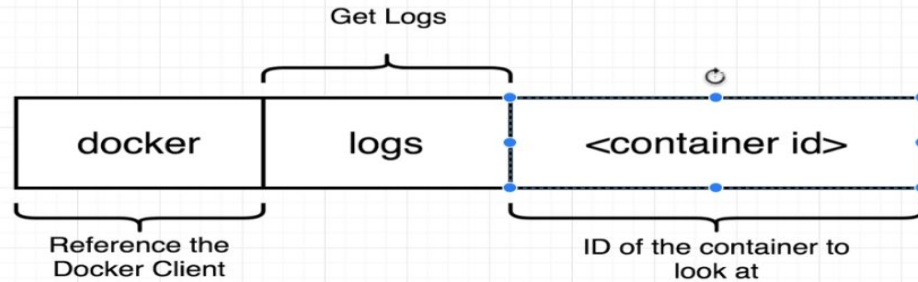 Get Logs
docker logs <container id>
Reference the
Docker Client
ID of the container to
look at